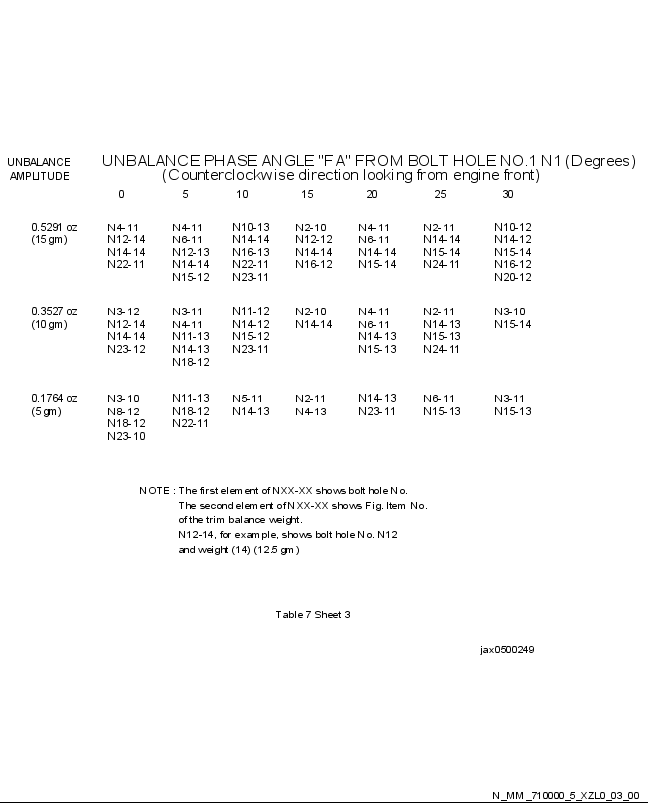 UNBALANCE PHASE ANGLE "FA" FROM BOLT HOLE NO.1 N1 (Degrees)
UNBALANCE
AMPLITUDE
(Counterclockwise direction looking from engine front)
0 5 10 15 20 25 30
0.5291 oz N4-11 N4-11 N10-13 N2-10 N4-11 N2-11 N10-12
(15 gm) N12-14 N6-11 N14-14 N12-12 N6-11 N14-14 N14-12
N14-14 N12-13 N16-13 N14-14 N14-14 N15-14 N15-14
N22-11 N14-14 N22-11 N16-12 N15-14 N24-11 N16-12
N15-12 N23-11 N20-12
0.3527 oz N3-12 N3-11 N11-12 N2-10 N4-11 N2-11 N3-10
(10 gm) N12-14 N4-11 N14-12 N14-14 N6-11 N14-13 N15-14
N14-14 N11-13 N15-12 N14-13 N15-13
N23-12 N14-13 N23-11 N15-13 N24-11
N18-12
0.1764 oz N3-10 N11-13 N5-11 N2-11 N14-13 N6-11 N3-11
(5 gm) N8-12 N18-12 N14-13 N4-13 N23-11 N15-13 N15-13
N18-12 N22-11
N23-10
NOTE : The first element of NXX-XX shows bolt hole No.
The second element of NXX-XX shows Fig. Item No.
of the trim balance weight.
N12-14, for example, shows bolt hole No. N12
and weight (14) (12.5 gm)
Table 7 Sheet 3
jax0500249
N_MM_710000_5_XZL0_03_00